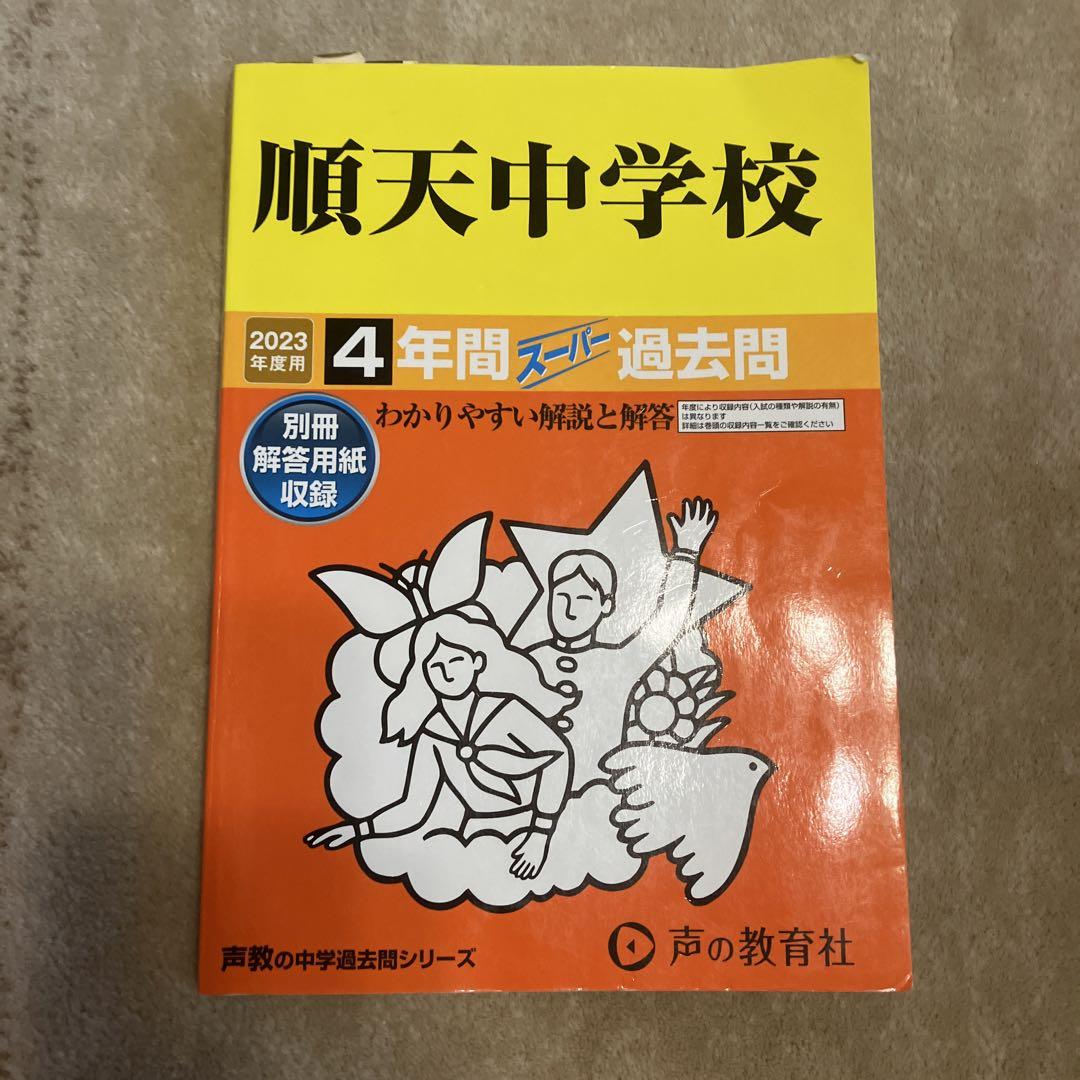 順天中学校
2023
年度用
4年間スーパー過去問
わかりやすい解説と解答
年度により収録内容(入試の種類や解説の有無)
は異なります
詳細は巻頭の収録内容一覧をご確認ください
別冊
解答用紙
収録
声教の中学過去問シリーズ
声の教育社